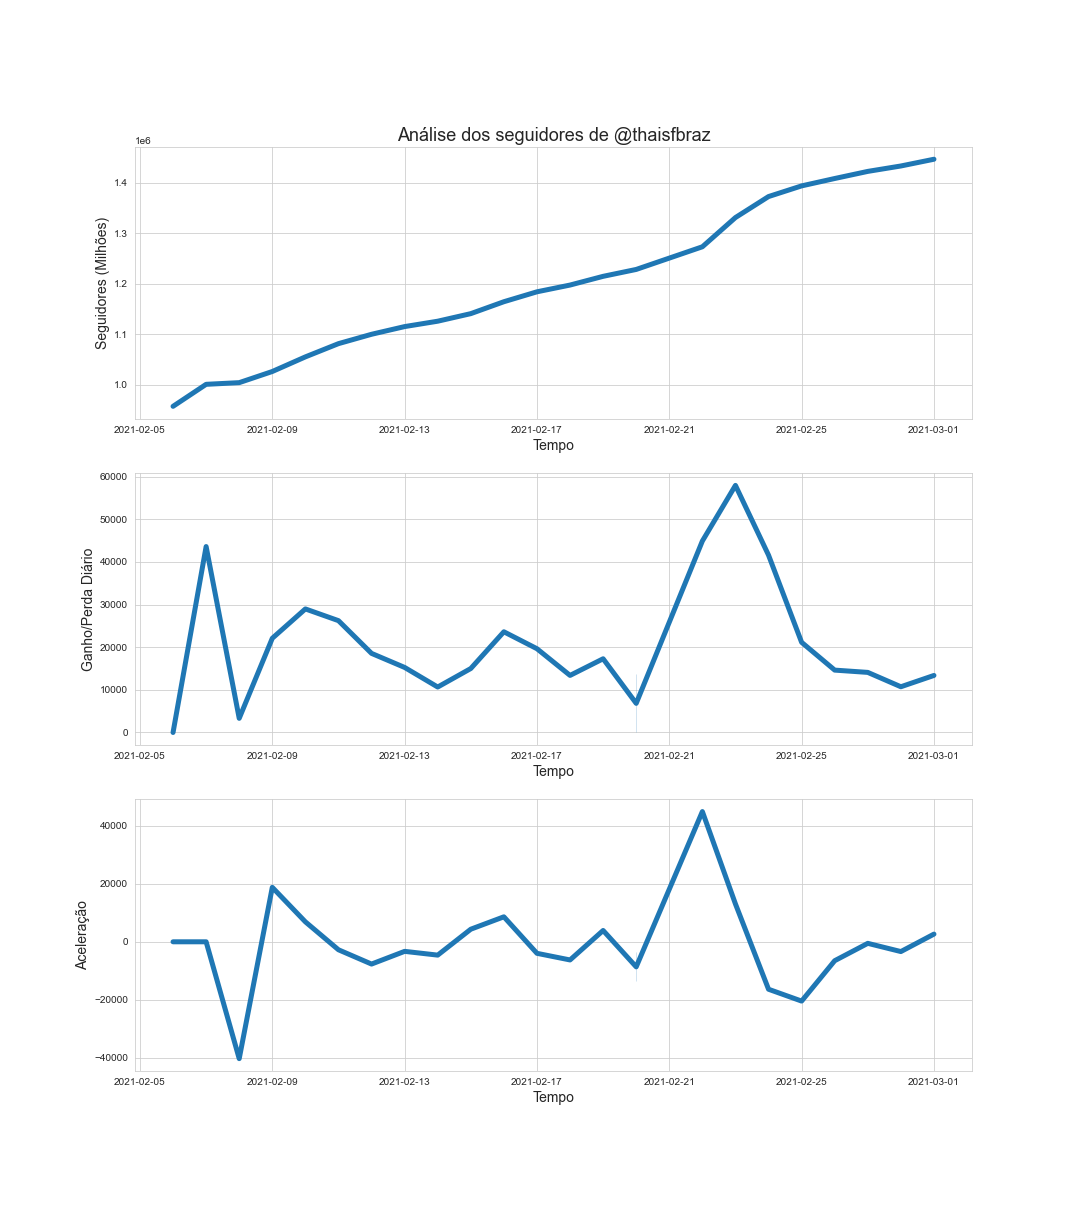 Análise dos seguidores de @thaisfbraz
1e6
1.4
1.3
1.2
1.1
1.0
Seguidores (Milhões)
2021-02-05 2021-02-09 2021-02-13 2021-02-17 2021-02-21 2021-02-25 2021-03-01
Tempo
60000
50000
40000
30000
20000
10000
0
Ganho/Perda Diário
2021-02-05 2021-02-09 2021-02-13 2021-02-17 2021-02-21 2021-02-25 2021-03-01
Tempo
40000
20000
0
−20000
−40000
Aceleração
2021-02-05 2021-02-09 2021-02-13 2021-02-17 2021-02-21 2021-02-25 2021-03-01
Tempo